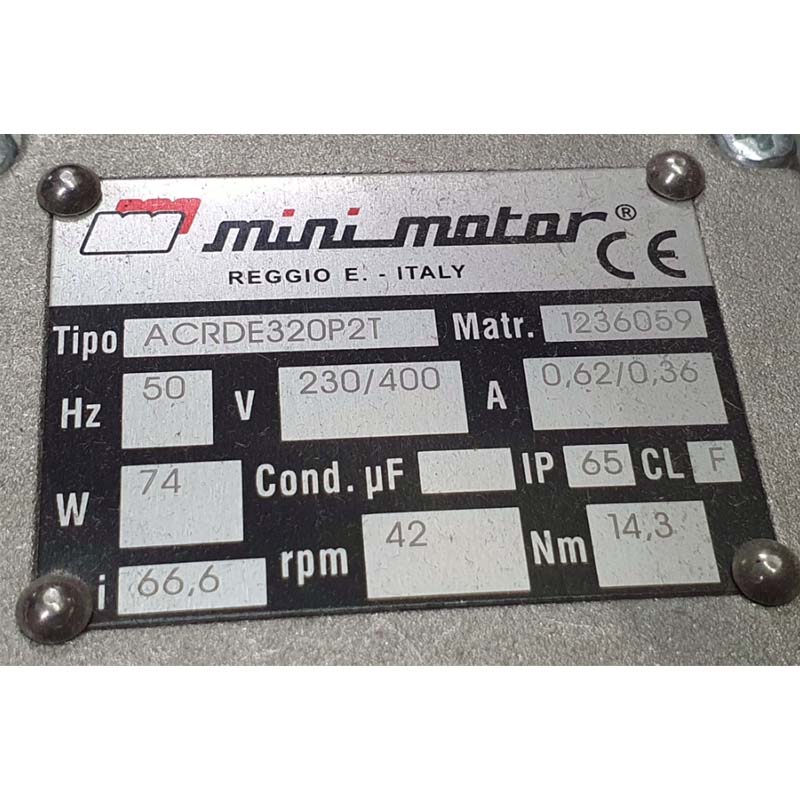 mini motor®
REGGIO E. - ITALY
CE
Tipo ACRDE320P2T Matr. 1236059
Hz 50 V 230/400 A 0,62/0,36
W 74 Cond. µF IP 65 CL F
i 66,6 rpm 42 Nm 14,3